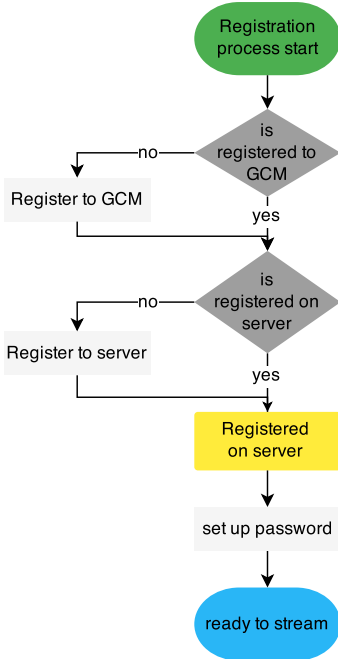 Registration
process start
is
registered to
GCM
no
Register to GCM
yes
is
registered on
server
no
Register to server
yes
Registered
on server
set up password
ready to stream